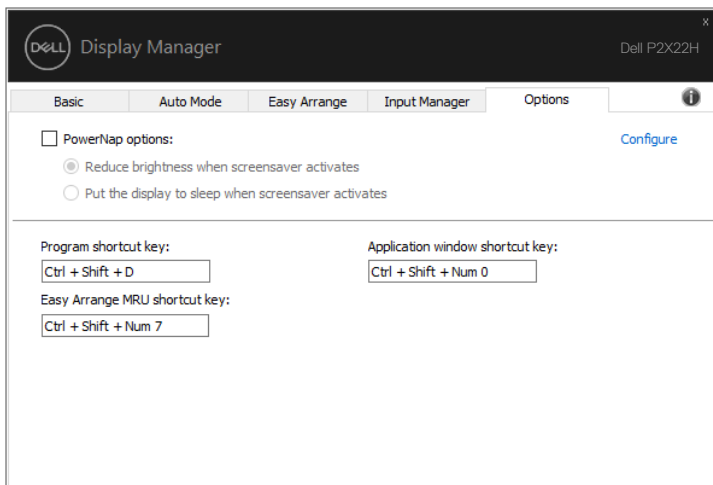 x
DELL Display Manager Dell P2X22H
Basic Auto Mode Easy Arrange Input Manager Options
PowerNap options: Configure
Reduce brightness when screensaver activates
Put the display to sleep when screensaver activates
Program shortcut key: Application window shortcut key:
Ctrl + Shift + D Ctrl + Shift + Num 0
Easy Arrange MRU shortcut key:
Ctrl + Shift + Num 7